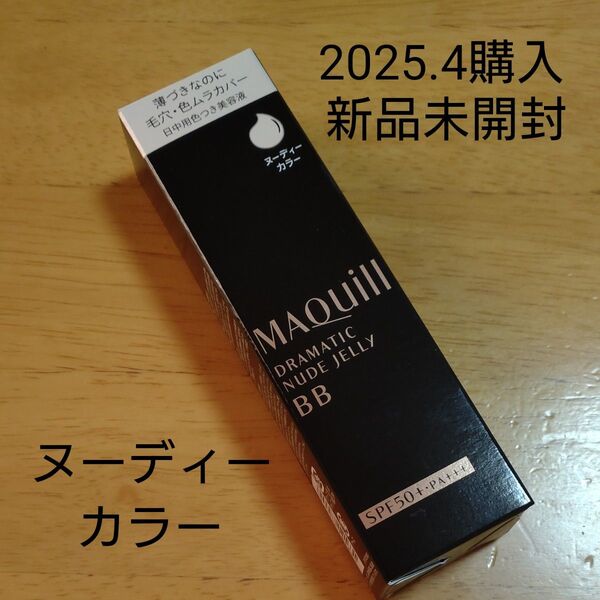 2025.4購入
新品未開封
薄づきなのに
毛穴・色ムラカバー
日中用色つき美容液
ヌーディー
カラー
MAQuill
DRAMATIC
NUDE JELLY
BB
SPF50+・PA+++
ヌーディー
カラー